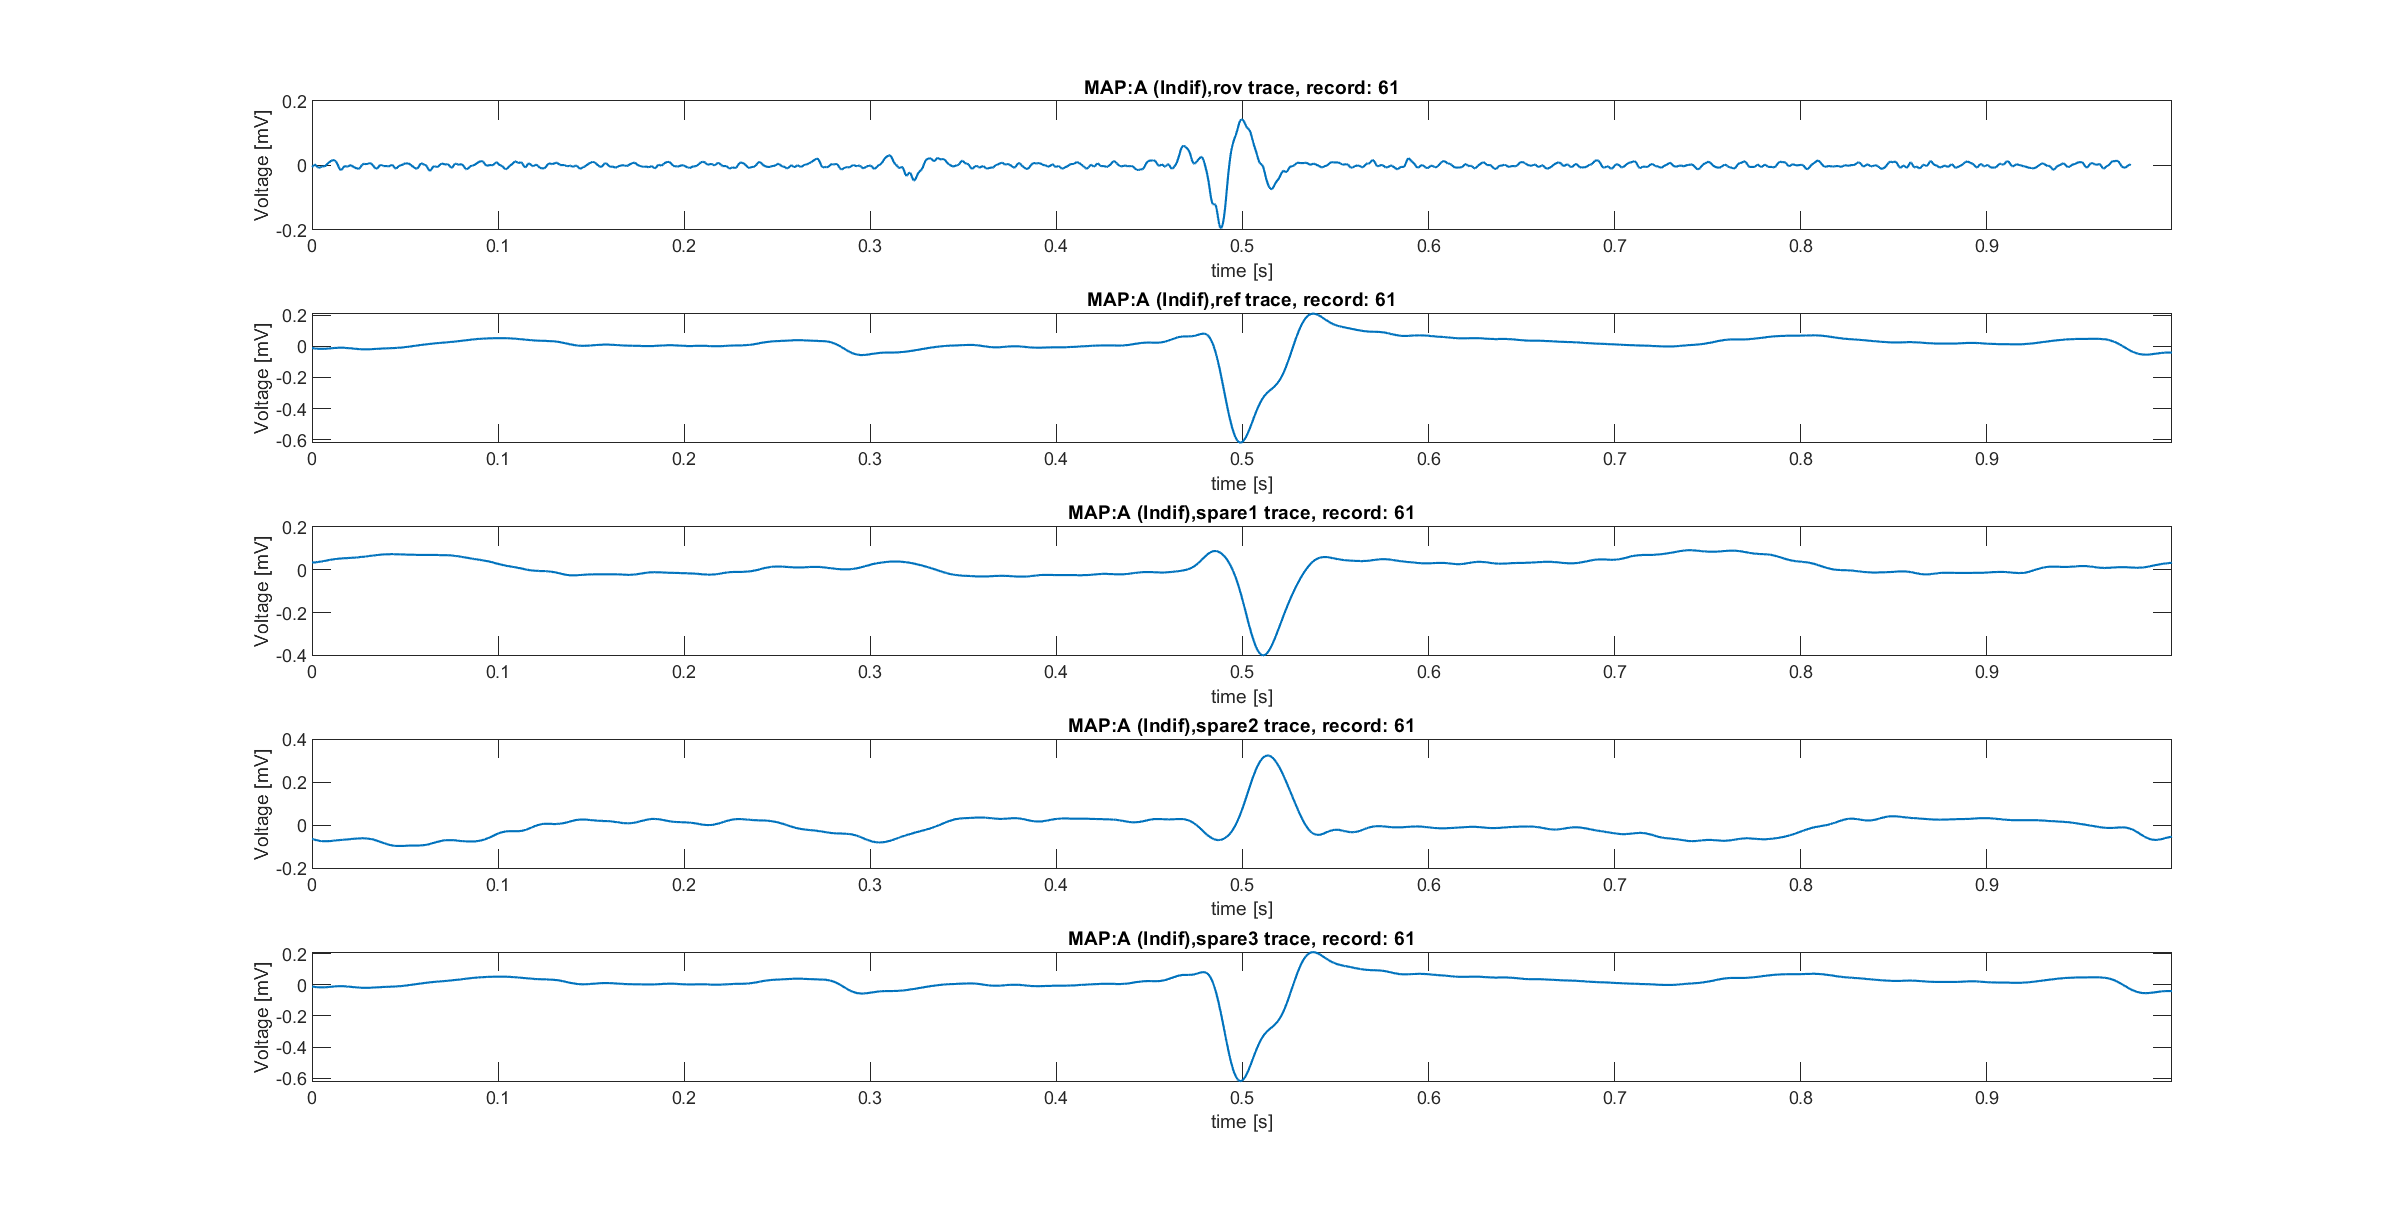 MAP:A (Indif),rov trace, record: 61
Voltage [mV]
0.2
0
-0.2
0 0.1 0.2 0.3 0.4 0.5 0.6 0.7 0.8 0.9
time [s]
MAP:A (Indif),ref trace, record: 61
Voltage [mV]
0.2
0
-0.2
-0.4
-0.6
0 0.1 0.2 0.3 0.4 0.5 0.6 0.7 0.8 0.9
time [s]
MAP:A (Indif),spare1 trace, record: 61
Voltage [mV]
0.2
0
-0.2
-0.4
0 0.1 0.2 0.3 0.4 0.5 0.6 0.7 0.8 0.9
time [s]
MAP:A (Indif),spare2 trace, record: 61
Voltage [mV]
0.4
0.2
0
-0.2
0 0.1 0.2 0.3 0.4 0.5 0.6 0.7 0.8 0.9
time [s]
MAP:A (Indif),spare3 trace, record: 61
Voltage [mV]
0.2
0
-0.2
-0.4
-0.6
0 0.1 0.2 0.3 0.4 0.5 0.6 0.7 0.8 0.9
time [s]